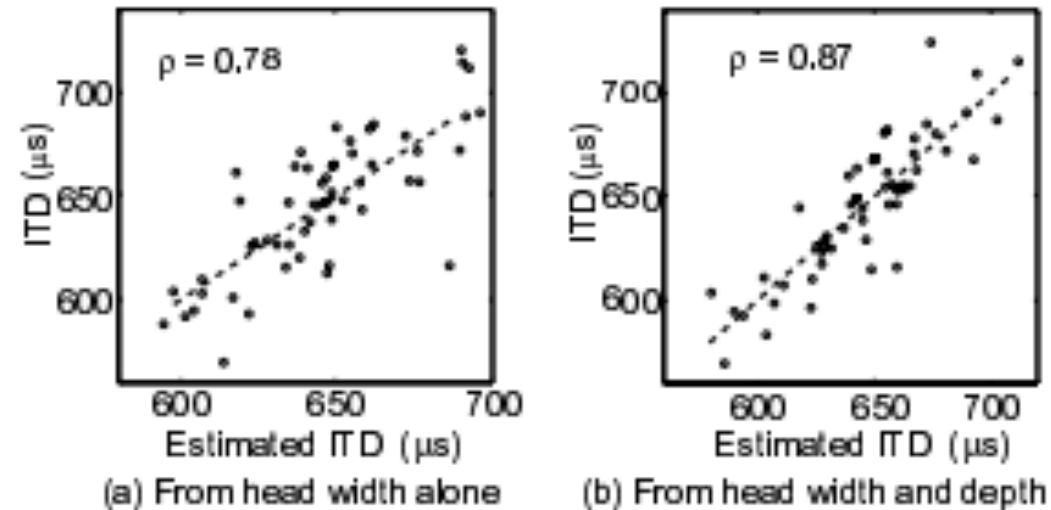 ρ = 0.78
700
650
600
ITD (μs)
600 650 700
Estimated ITD (μs)
(a) From head width alone
ρ = 0.87
700
650
600
ITD (μs)
600 650 700
Estimated ITD (μs)
(b) From head width and depth